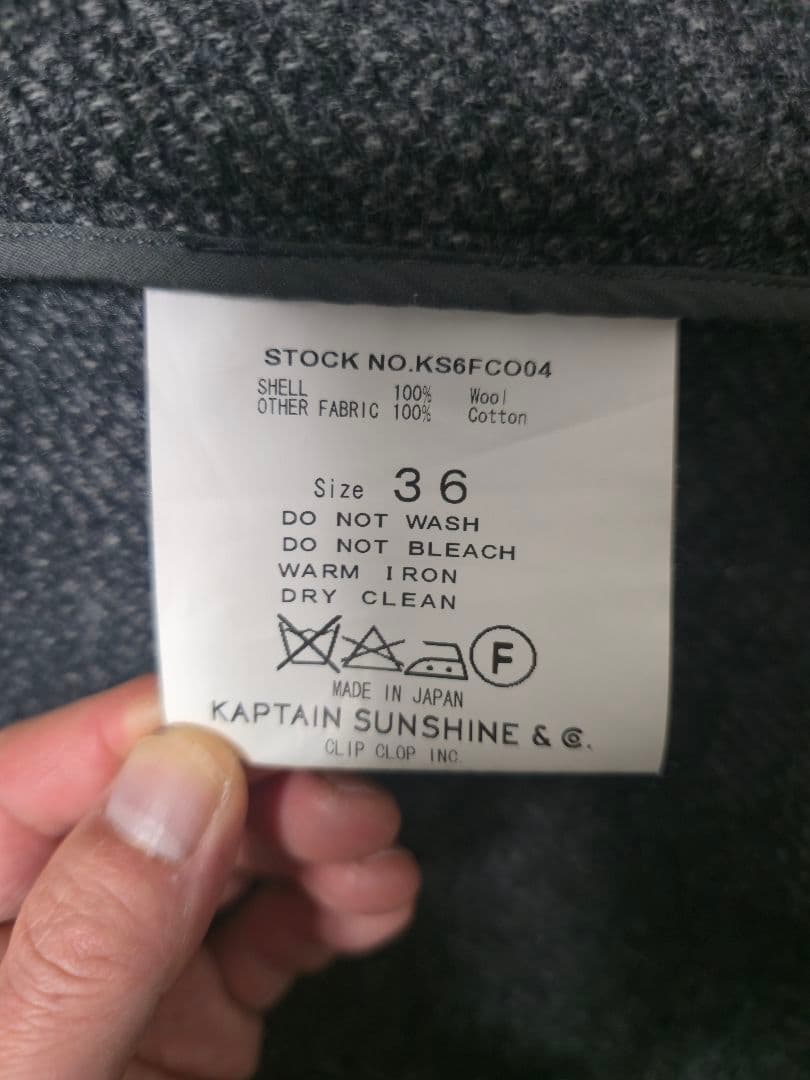 STOCK NO.KS6FCO04
SHELL 100% Wool
OTHER FABRIC 100% Cotton
Size 36
DO NOT WASH
DO NOT BLEACH
WARM IRON
DRY CLEAN
F
MADE IN JAPAN
KAPTAIN SUNSHINE & Co.
CLIP CLOP INC.